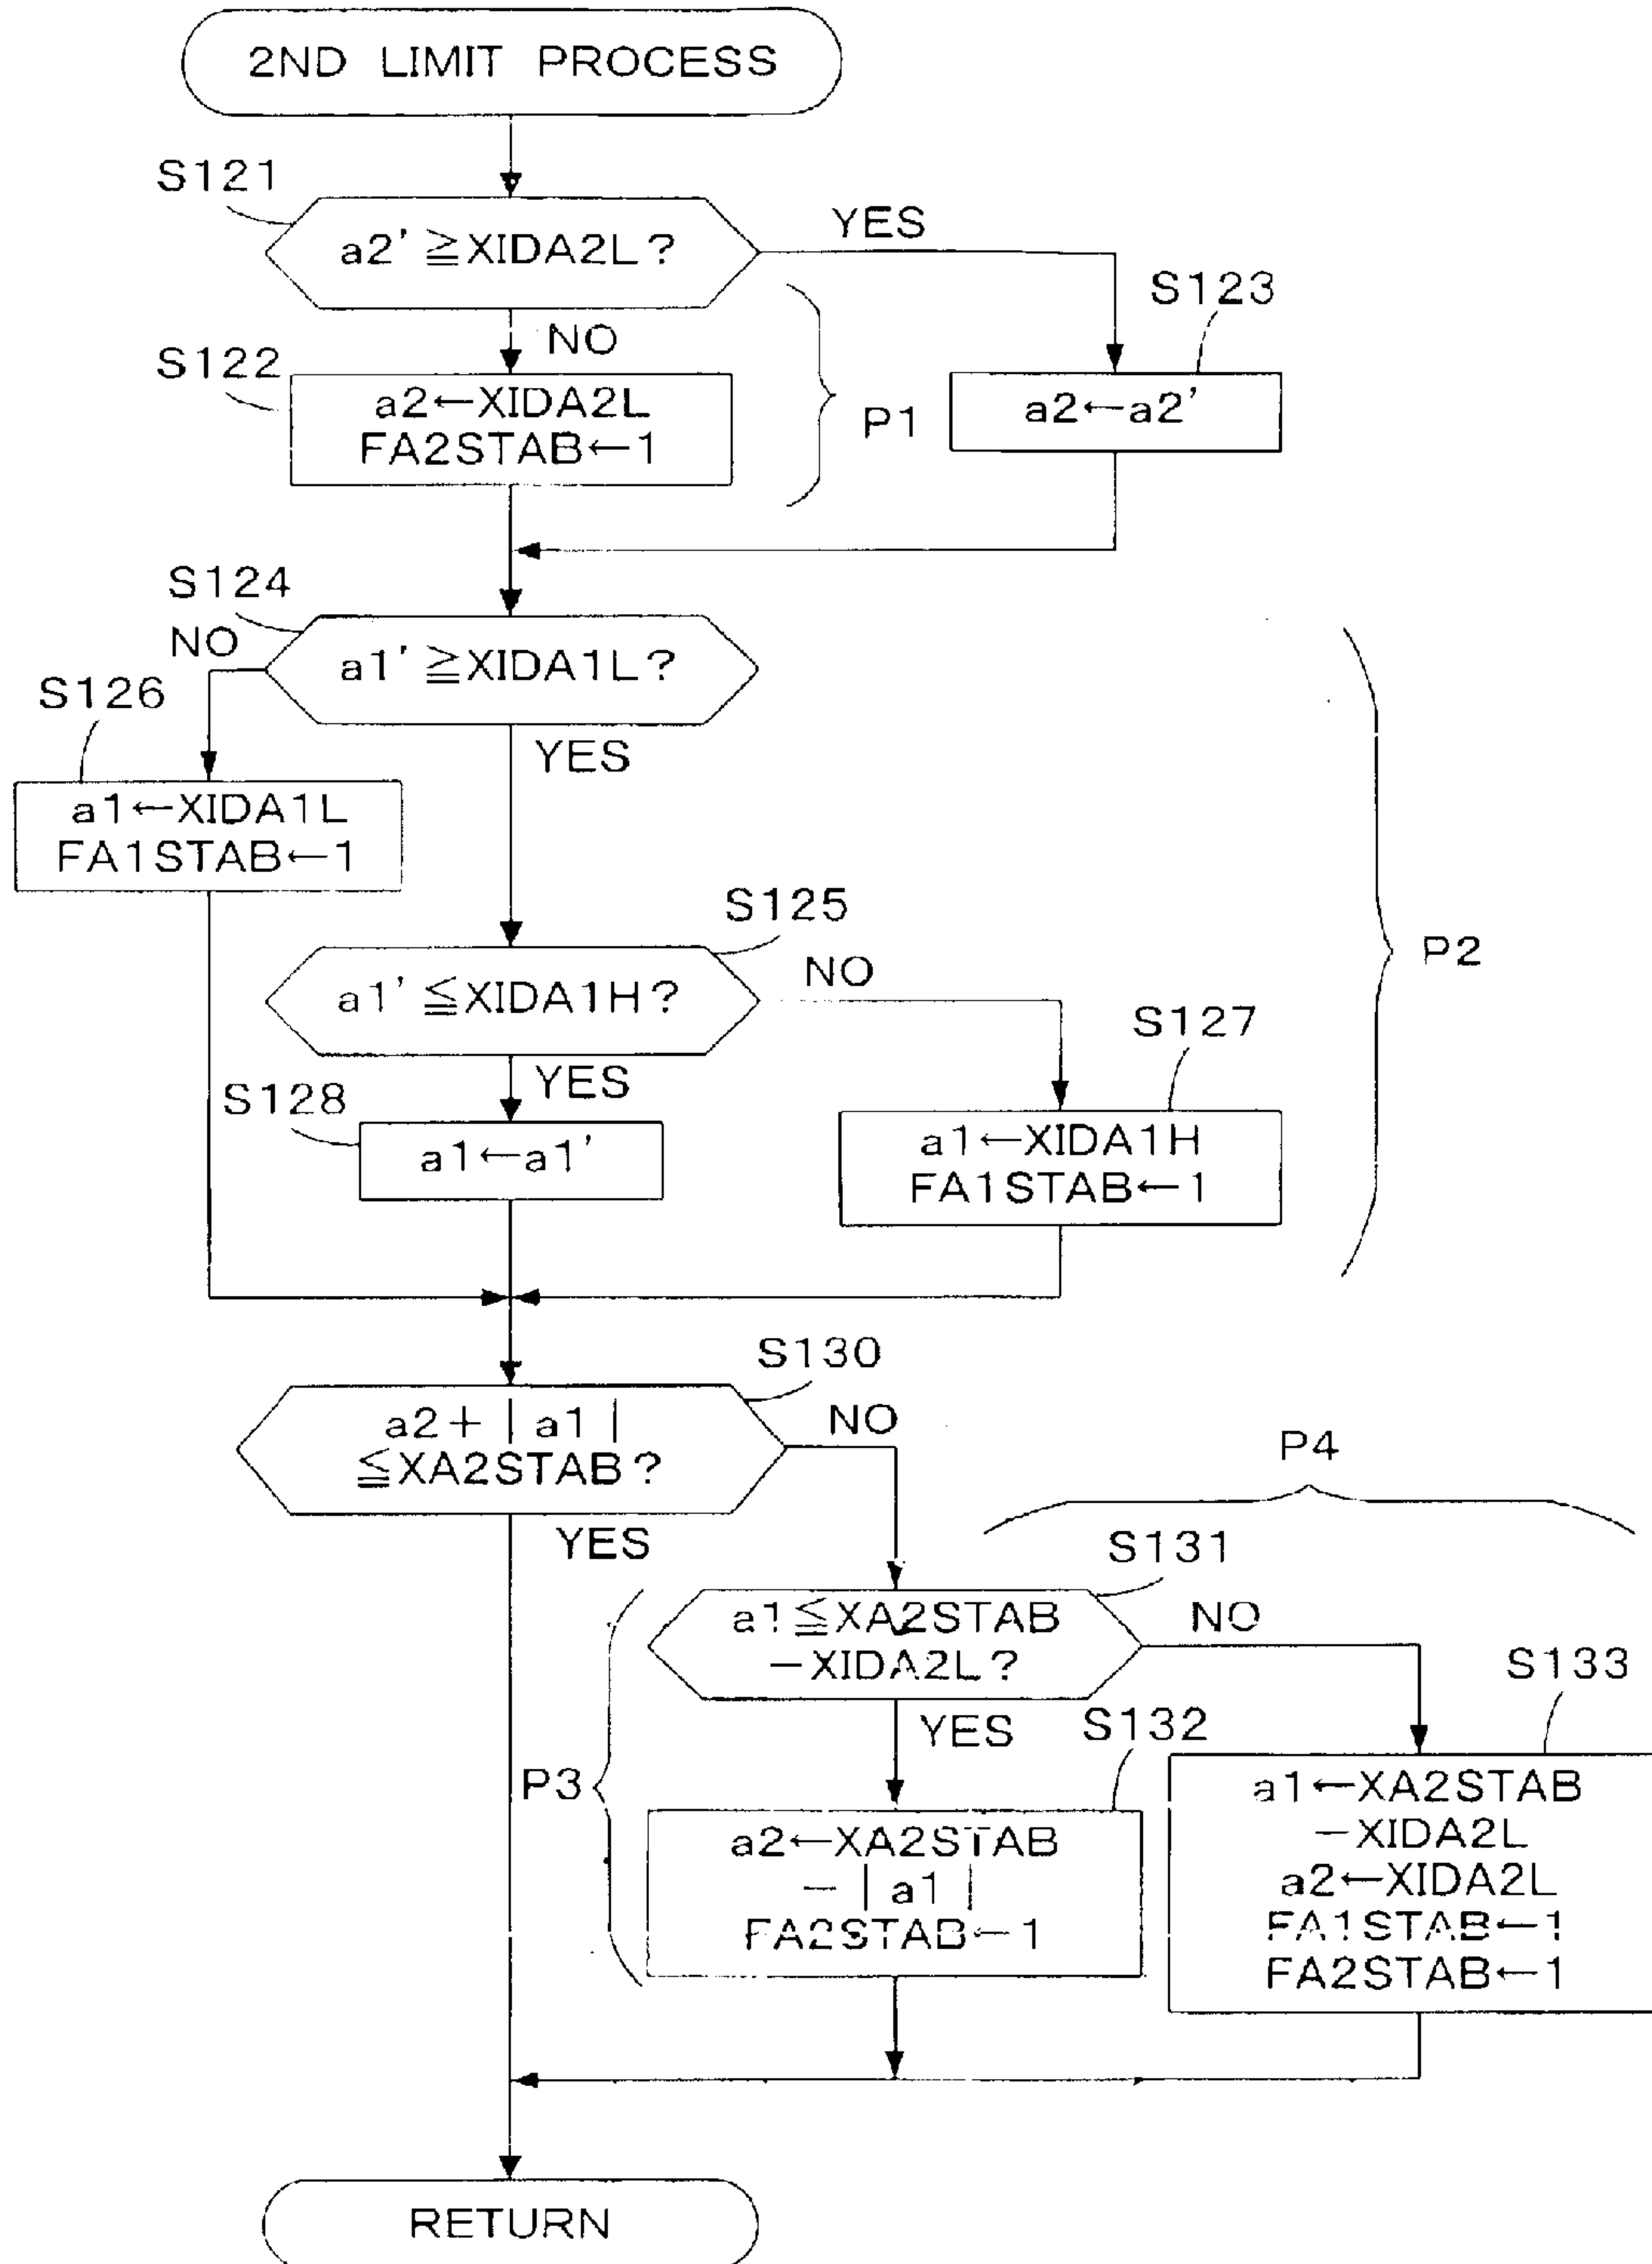 2ND LIMIT PROCESS
S121
a2' ≧XIDA2L?
YES
NO
S122
a2←XIDA2L
FA2STAB←1
P1
S123
a2←a2'
S124
NO
a1' ≧XIDA1L?
YES
S126
a1←XIDA1L
FA1STAB←1
S125
a1' ≦XIDA1H?
NO
YES
S127
a1←XIDA1H
FA1STAB←1
S128
a1←a1'
P2
S130
a2+|a1|
≦XA2STAB?
NO
YES
P4
S131
a1≦XA2STAB
−XIDA2L?
NO
YES
P3
S132
a2←XA2STAB
−|a1|
FA2STAB←1
S133
a1←XA2STAB
−XIDA2L
a2←XIDA2L
FA1STAB←1
FA2STAB←1
RETURN